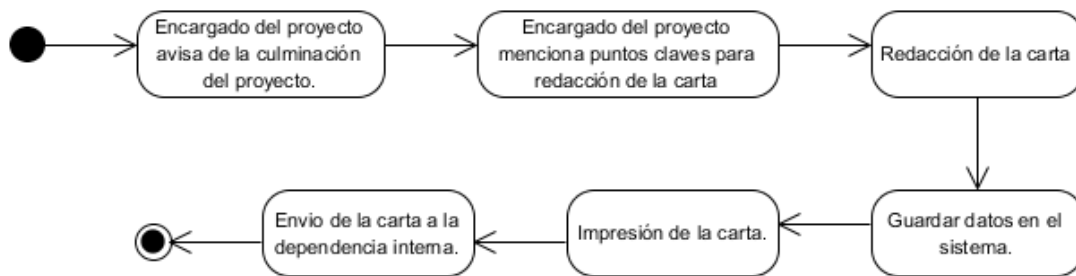 Encargado del proyecto
avisa de la culminación
del proyecto.
Encargado del proyecto
menciona puntos claves para
redacción de la carta
Redacción de la carta
Guardar datos en el
sistema.
Impresión de la carta.
Envio de la carta a la
dependencia interna.